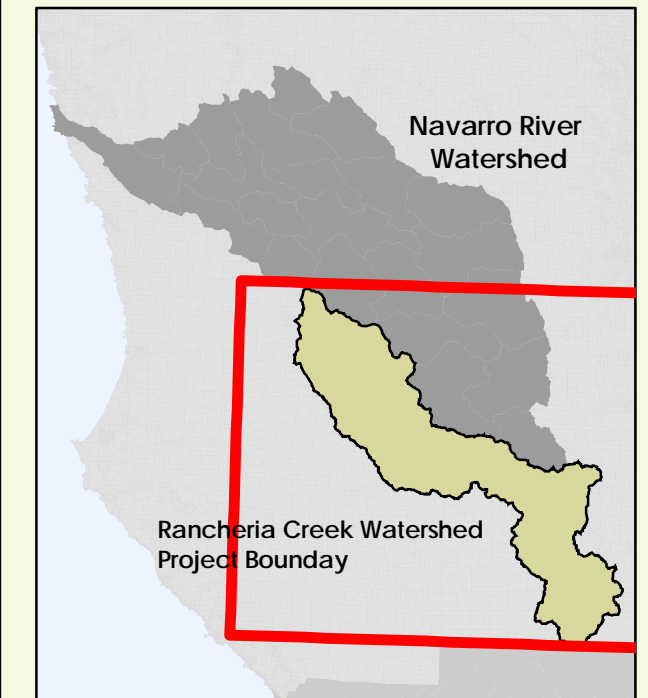 Navarro River
Watershed
Rancheria Creek Watershed
Project Bounday